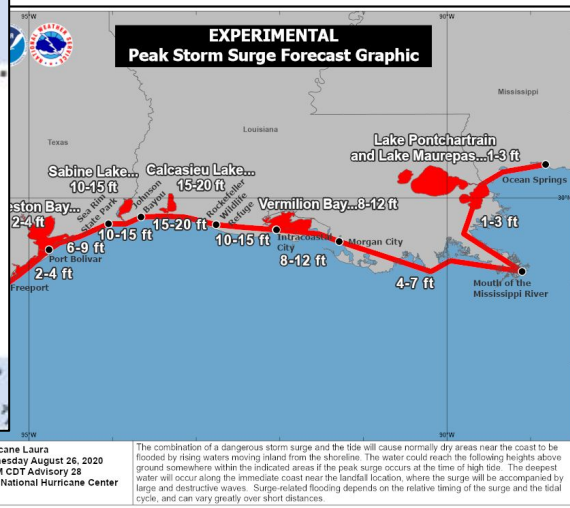 95°W
90°W
EXPERIMENTAL
Peak Storm Surge Forecast Graphic
Mississippi
Texas
Louisiana
Lake Pontchartrain
and Lake Maurepas...1-3 ft
Sabine Lake...
10-15 ft
Calcasieu Lake...
15-20 ft
Ocean Springs
30°
eston Bay...
2-4 ft
Sea Rim
State Park
Johnson
Bayou
Rockefeller
Wildlife
Refuge
Vermilion Bay...8-12 ft
1-3 ft
6-9 ft
10-15 ft
15-20 ft
10-15 ft
Intracoastal
City
Morgan City
Port Bolivar
2-4 ft
8-12 ft
4-7 ft
Freeport
Mouth of the
Mississippi River
95°W
90°W
cane Laura
nesday August 26, 2020
M CDT Advisory 28
National Hurricane Center
The combination of a dangerous storm surge and the tide will cause normally dry areas near the coast to be
flooded by rising waters moving inland from the shoreline. The water could reach the following heights above
ground somewhere within the indicated areas if the peak surge occurs at the time of high tide. The deepest
water will occur along the immediate coast near the landfall location, where the surge will be accompanied by
large and destructive waves. Surge-related flooding depends on the relative timing of the surge and the tidal
cycle, and can vary greatly over short distances.